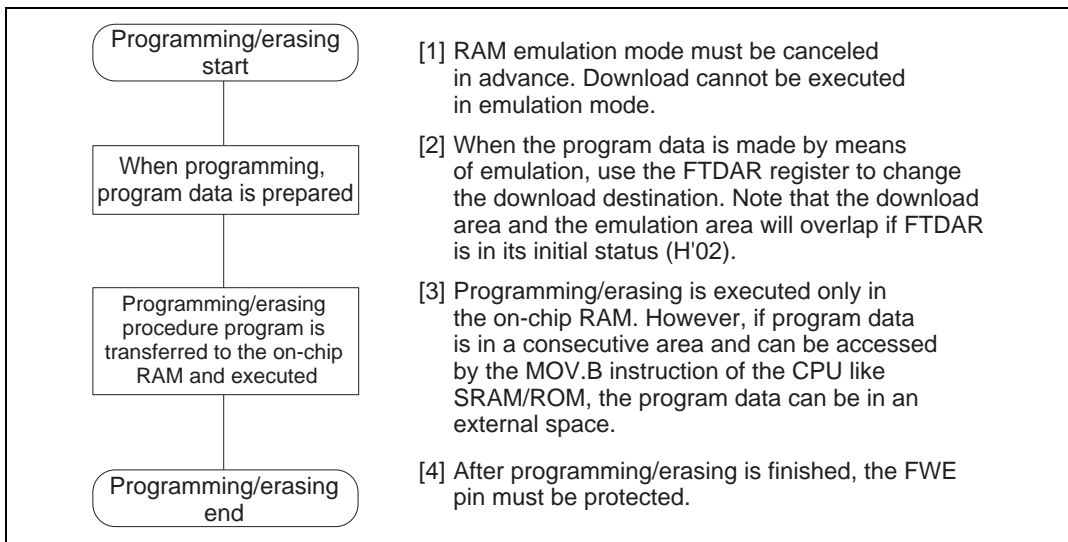 Programming/erasing
start
When programming,
program data is prepared
Programming/erasing
procedure program is
transferred to the on-chip
RAM and executed
Programming/erasing
end
[1] RAM emulation mode must be canceled
in advance. Download cannot be executed
in emulation mode.
[2] When the program data is made by means
of emulation, use the FTDAR register to change
the download destination. Note that the download
area and the emulation area will overlap if FTDAR
is in its initial status (H'02).
[3] Programming/erasing is executed only in
the on-chip RAM. However, if program data
is in a consecutive area and can be accessed
by the MOV.B instruction of the CPU like
SRAM/ROM, the program data can be in an
external space.
[4] After programming/erasing is finished, the FWE
pin must be protected.